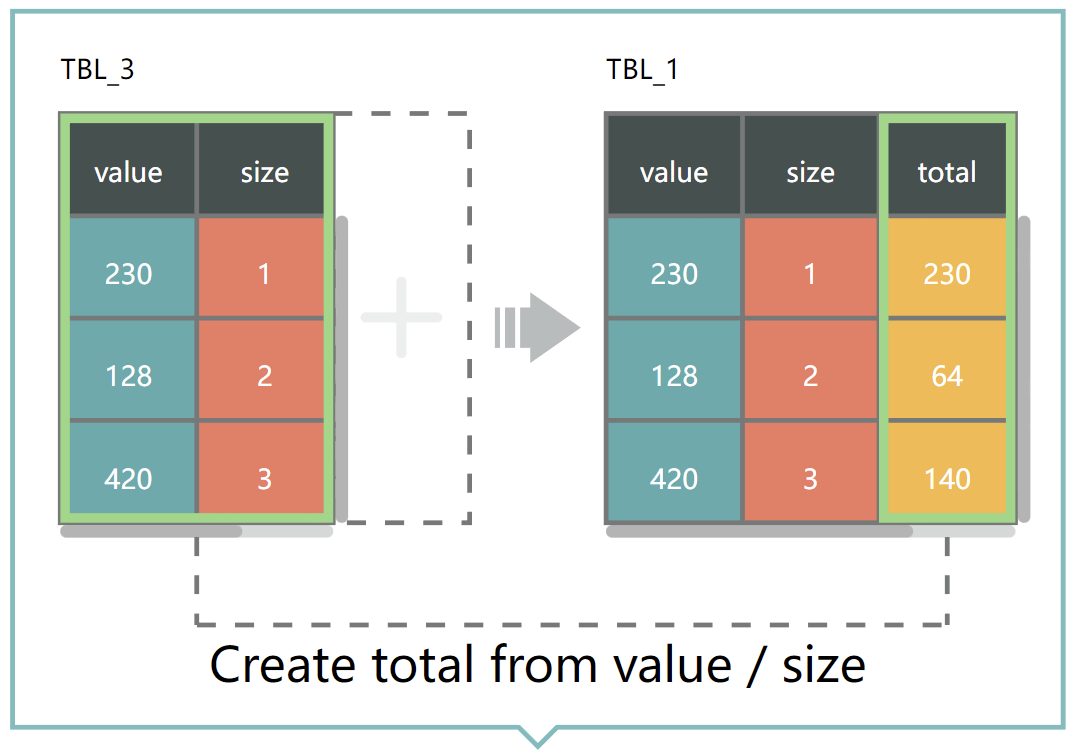 TBL_3
value size
230 1
128 2
420 3
TBL_1
value size total
230 1 230
128 2 64
420 3 140
Create total from value / size